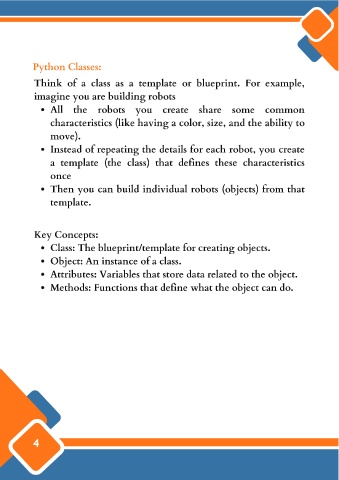 Python Classes:
Think of a class as a template or blueprint. For example,
imagine you are building robots
• All the robots you create share some common
characteristics (like having a color, size, and the ability to
move).
• Instead of repeating the details for each robot, you create
a template (the class) that defines these characteristics
once
• Then you can build individual robots (objects) from that
template.
Key Concepts:
• Class: The blueprint/template for creating objects.
• Object: An instance of a class.
• Attributes: Variables that store data related to the object.
• Methods: Functions that define what the object can do.
4